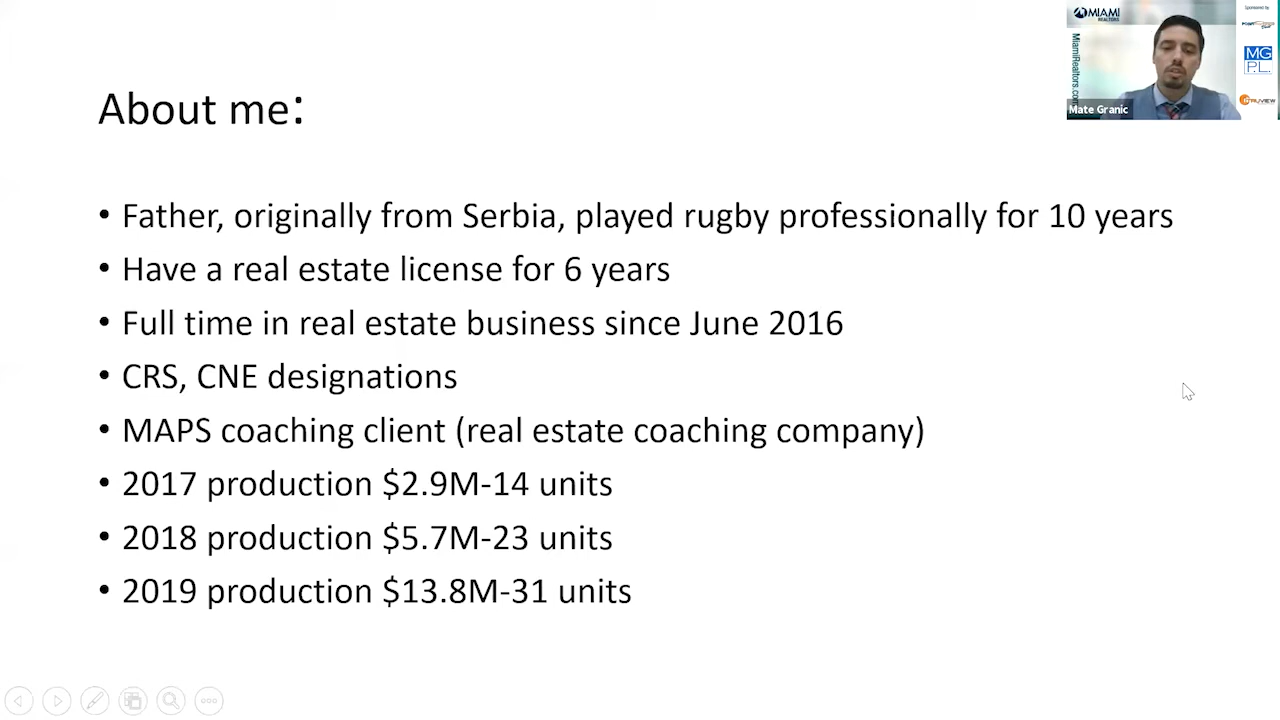 About me:
• Father, originally from Serbia, played rugby professionally for 10 years
• Have a real estate license for 6 years
• Full time in real estate business since June 2016
• CRS, CNE designations
• MAPS coaching client (real estate coaching company)
• 2017 production $2.9M-14 units
• 2018 production $5.7M-23 units
• 2019 production $13.8M-31 units
MIAMI
REALTORS
MiamiRealtors.com
Mate Granic
Sponsored by
MG
P.L.